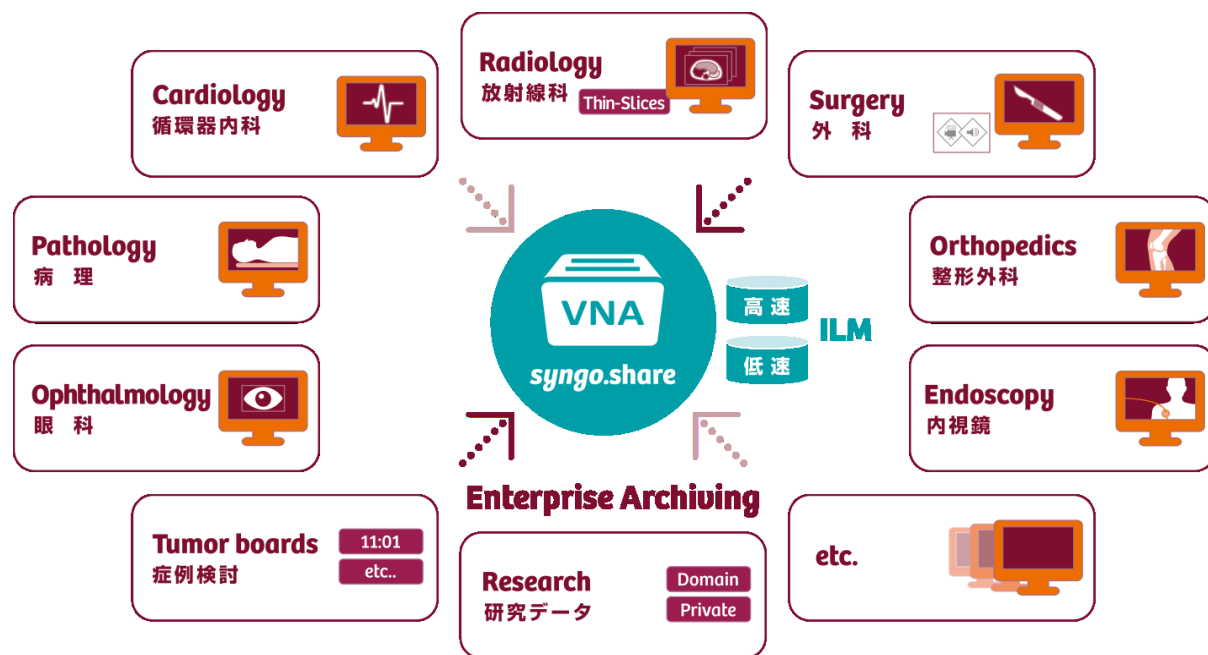 Radiology
放射線科
Thin-Slices
Cardiology
循環器内科
Surgery
外 科
Pathology
病 理
Orthopedics
整形外科
VNA
syngo.share
高 速
低 速
ILM
Ophthalmology
眼 科
Endoscopy
内視鏡
Enterprise Archiving
Tumor boards
症例検討
11:01
etc..
Research
研究データ
Domain
Private
etc.